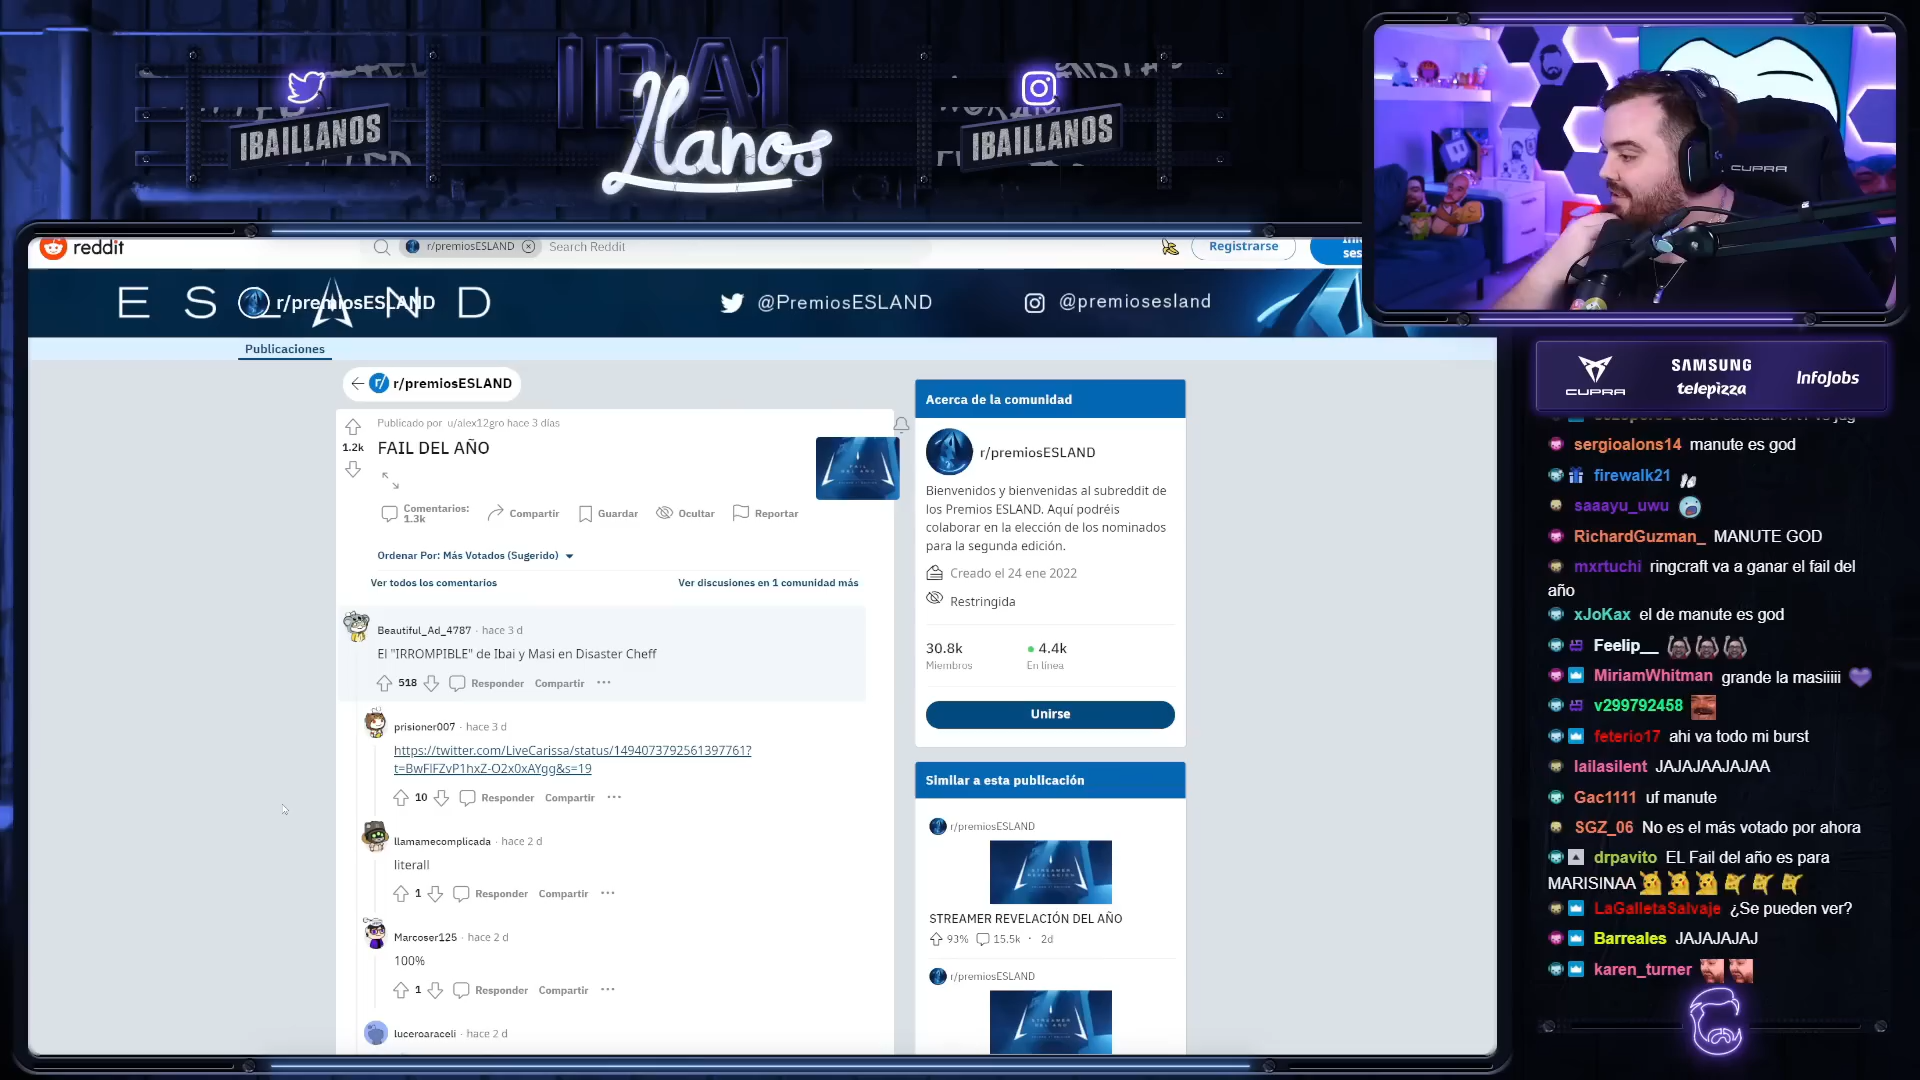 IBAI
Llanos
IBAILLANOS
IBAILLANOS
CUPRA
reddit
r/premiosESLAND
Search Reddit
Registrarse
ESLAND
r/premiosESLAND
@PremiosESLAND
@premiosesland
Publicaciones
r/premiosESLAND
Publicado por u/alex12gro hace 3 días
1.2k
FAIL DEL AÑO
Comentarios:
1.3k
Compartir
Guardar
Ocultar
Reportar
Ordenar Por: Más Votados (Sugerido)
Ver todos los comentarios
Ver discusiones en 1 comunidad más
Beautiful_Ad_4787 · hace 3 d
El "IRROMPIBLE" de Ibai y Masi en Disaster Cheff
518 Responder Compartir ···
prisioner007 · hace 3 d
https://twitter.com/LiveCarissa/status/1494073792561397761?
t=BwFlFZvP1hxZ-O2x0xAYgg&s=19
10 Responder Compartir ···
llamamecomplicada · hace 2 d
literall
1 Responder Compartir ···
Marcoser125 · hace 2 d
100%
1 Responder Compartir ···
luceroaraceli · hace 2 d
Acerca de la comunidad
r/premiosESLAND
Bienvenidos y bienvenidas al subreddit de
los Premios ESLAND. Aquí podréis
colaborar en la elección de los nominados
para la segunda edición.
Creado el 24 ene 2022
Restringida
30.8k
Miembros
4.4k
En línea
Unirse
Similar a esta publicación
r/premiosESLAND
STREAMER REVELACIÓN DEL AÑO
93% 15.5k · 2d
r/premiosESLAND
CUPRA
SAMSUNG
telepizza
InfoJobs
sergioalons14 manute es god
firewalk21
saaayu_uwu
RichardGuzman_ MANUTE GOD
mxrtuchi ringcraft va a ganar el fail del
año
xJoKax el de manute es god
Feelip__
MiriamWhitman grande la masiiiii
v299792458
feterio17 ahi va todo mi burst
lailasilent JAJAJAAJAJAA
Gac1111 uf manute
SGZ_06 No es el más votado por ahora
drpavito EL Fail del año es para
MARISINAA
LaGalletaSalvaje ¿Se pueden ver?
Barreales JAJAJAJAJ
karen_turner